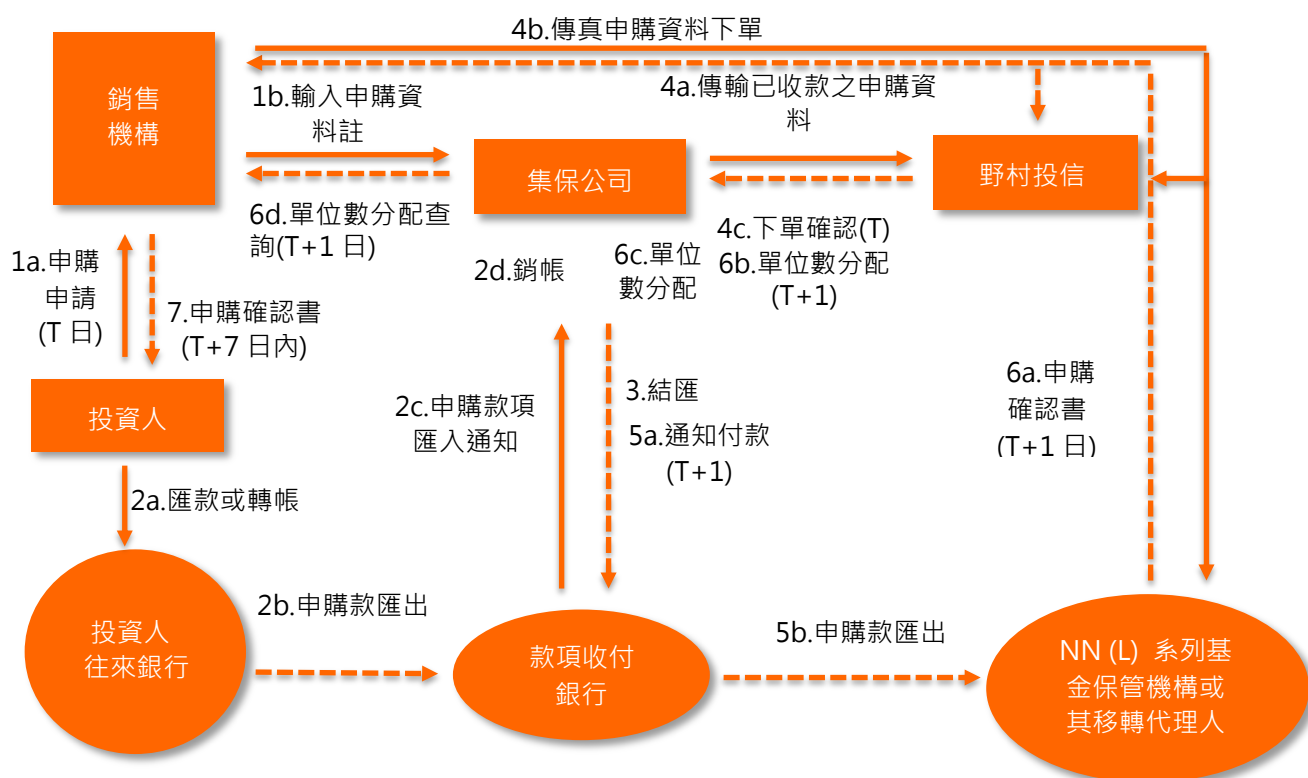 4b.傳真申購資料下單
銷售
機構
1b.輸入申購資
料註
4a.傳輸已收款之申購資
料
集保公司
野村投信
6d.單位數分配查
詢(T+1 日)
1a.申購
申請
(T 日)
7.申購確認書
(T+7 日內)
2d.銷帳
6c.單位
數分配
4c.下單確認(T)
6b.單位數分配
(T+1)
投資人
2c.申購款項
匯入通知
3.結匯
5a.通知付款
(T+1)
6a.申購
確認書
(T+1 日)
2a.匯款或轉帳
投資人
往來銀行
2b.申購款匯出
款項收付
銀行
5b.申購款匯出
NN (L) 系列基
金保管機構或
其移轉代理人